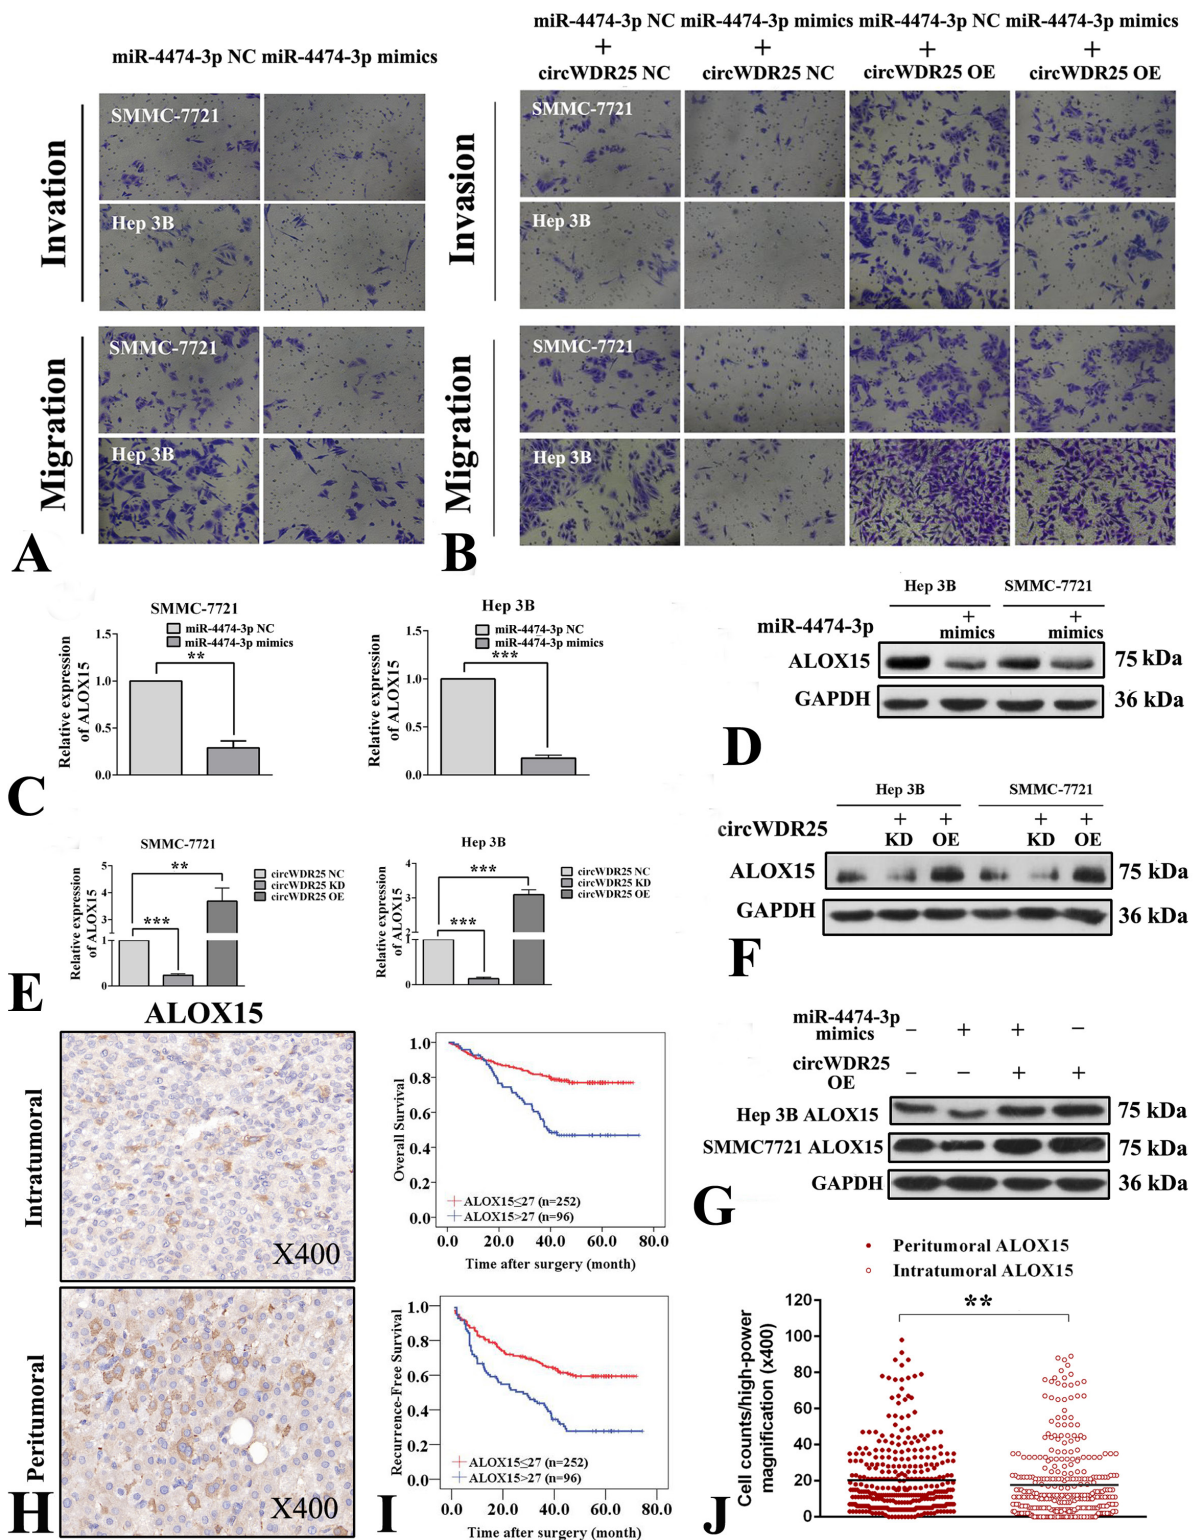 miR-4474-3p NC miR-4474-3p mimics
Invation
SMMC-7721
Hep 3B
Migration
SMMC-7721
Hep 3B
A
miR-4474-3p NC miR-4474-3p mimics miR-4474-3p NC miR-4474-3p mimics
+ + + +
circWDR25 NC circWDR25 NC circWDR25 OE circWDR25 OE
Invasion
SMMC-7721
Hep 3B
Migration
SMMC-7721
Hep 3B
B
SMMC-7721
miR-4474-3p NC
miR-4474-3p mimics
Relative expression
of ALOX15
1.5
1.0
0.5
0.0
**
Hep 3B
miR-4474-3p NC
miR-4474-3p mimics
Relative expression
of ALOX15
1.5
1.0
0.5
0.0
***
C
Hep 3B SMMC-7721
miR-4474-3p + mimics + mimics
ALOX15 75 kDa
GAPDH 36 kDa
D
SMMC-7721
circWDR25 NC
circWDR25 KD
circWDR25 OE
Relative expression
of ALOX15
5
4
3
1
0
**
***
Hep 3B
circWDR25 NC
circWDR25 KD
circWDR25 OE
Relative expression
of ALOX15
4
3
2
1
0
***
***
E
Hep 3B SMMC-7721
+ + + +
circWDR25 KD OE KD OE
ALOX15 75 kDa
GAPDH 36 kDa
F
miR-4474-3p
mimics − + + −
circWDR25
OE − − + +
Hep 3B ALOX15 75 kDa
SMMC7721 ALOX15 75 kDa
GAPDH 36 kDa
G
ALOX15
Intratumoral
X400
Peritumoral
X400
H
Overall Survival
1.0
0.8
0.6
0.4
0.2
0.0
ALOX15≤27 (n=252)
ALOX15>27 (n=96)
0.0 20.0 40.0 60.0 80.0
Time after surgery (month)
Recurrence-Free Survival
1.0
0.8
0.6
0.4
0.2
0.0
ALOX15≤27 (n=252)
ALOX15>27 (n=96)
0.0 20.0 40.0 60.0 80.0
Time after surgery (month)
I
Peritumoral ALOX15
Intratumoral ALOX15
Cell counts/high-power
magnification (x400)
120
100
80
60
40
20
0
**
J